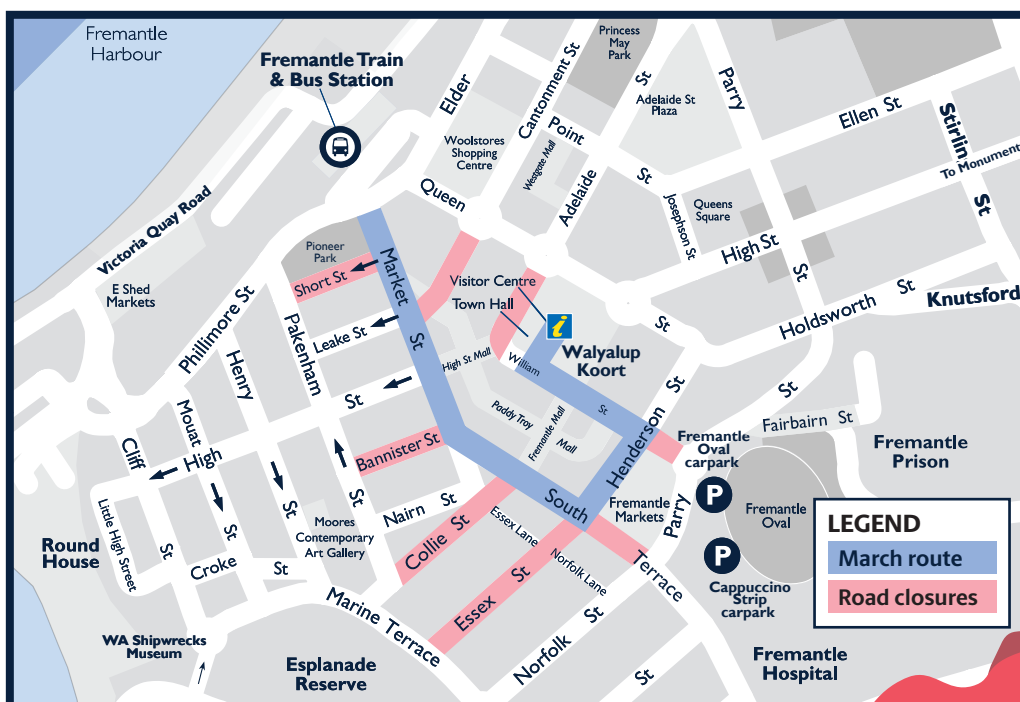 Fremantle
Harbour
Fremantle Train
& Bus Station
Elder
Cantonment St
Princess
May
Park
St
Adelaide St
Plaza
Parry
Ellen St
Stirlin
St
To Monument
Woolstores
Shopping
Centre
Point
St
Westgate Mall
Adelaide
Queen
Josephson St
Queens
Square
High St
St
Victoria Quay Road
Pioneer
Park
Short St
Market
St
Visitor Centre
Town Hall
i
Walyalup
Koort
St
Holdsworth St
Knutsford
E Shed
Markets
Phillimore St
Pakenham
St
Leake St
High St Mall
William
St
Henry
St
St
Paddy Troy
Mall
Fremantle Mall
Henderson St
St
Fairbairn St
Fremantle
Prison
Mouat
St
Cliff
St
High
Bannister St
Fremantle
Oval
carpark
P
Fremantle
Oval
Nairn St
South
Terrace
Fremantle
Markets
Parry
Little High Street
Round
House
Croke St
Moores
Contemporary
Art Gallery
Collie St
Essex Lane
Essex St
Norfolk Lane
P
Cappuccino
Strip
carpark
LEGEND
March route
Road closures
WA Shipwrecks
Museum
Marine Terrace
Esplanade
Reserve
Norfolk St
St
Fremantle
Hospital